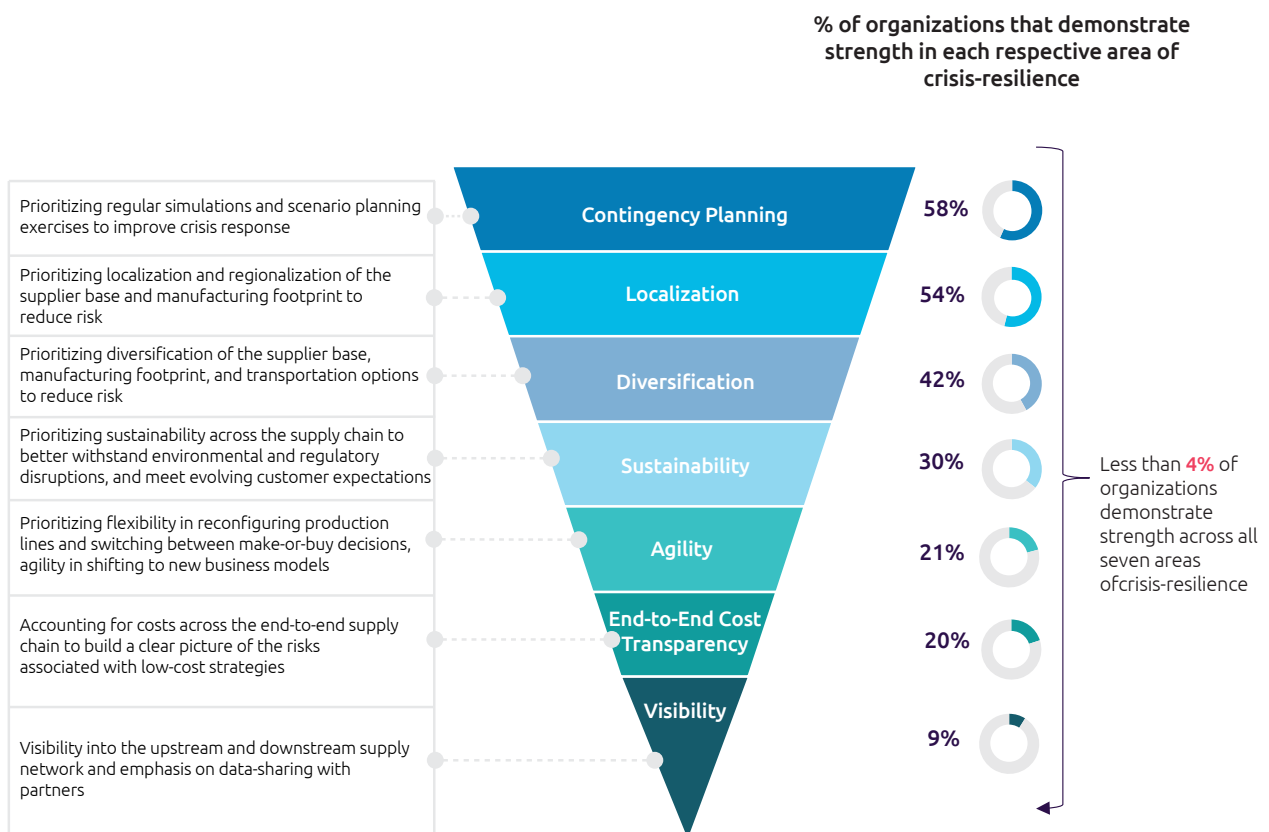 % of organizations that demonstrate
strength in each respective area of
crisis-resilience
Prioritizing regular simulations and scenario planning
exercises to improve crisis response
Contingency Planning
58%
Prioritizing localization and regionalization of the
supplier base and manufacturing footprint to
reduce risk
Localization
54%
Prioritizing diversification of the supplier base,
manufacturing footprint, and transportation options
to reduce risk
Diversification
42%
Prioritizing sustainability across the supply chain to
better withstand environmental and regulatory
disruptions, and meet evolving customer expectations
Sustainability
30%
Prioritizing flexibility in reconfiguring production
lines and switching between make-or-buy decisions,
agility in shifting to new business models
Agility
21%
Accounting for costs across the end-to-end supply
chain to build a clear picture of the risks
associated with low-cost strategies
End-to-End Cost
Transparency
20%
Visibility into the upstream and downstream supply
network and emphasis on data-sharing with
partners
Visibility
9%
Less than 4% of
organizations
demonstrate
strength across all
seven areas
ofcrisis-resilience